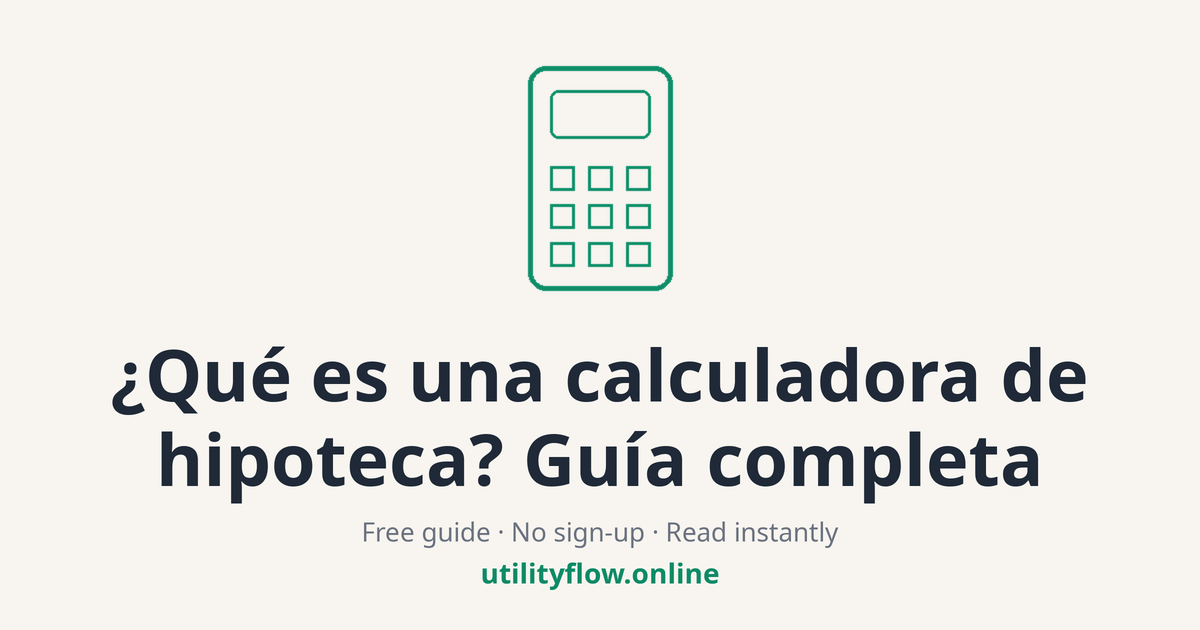 ¿Qué es una calculadora de
hipoteca? Guía completa
Free guide · No sign-up · Read instantly
utilityflow.online